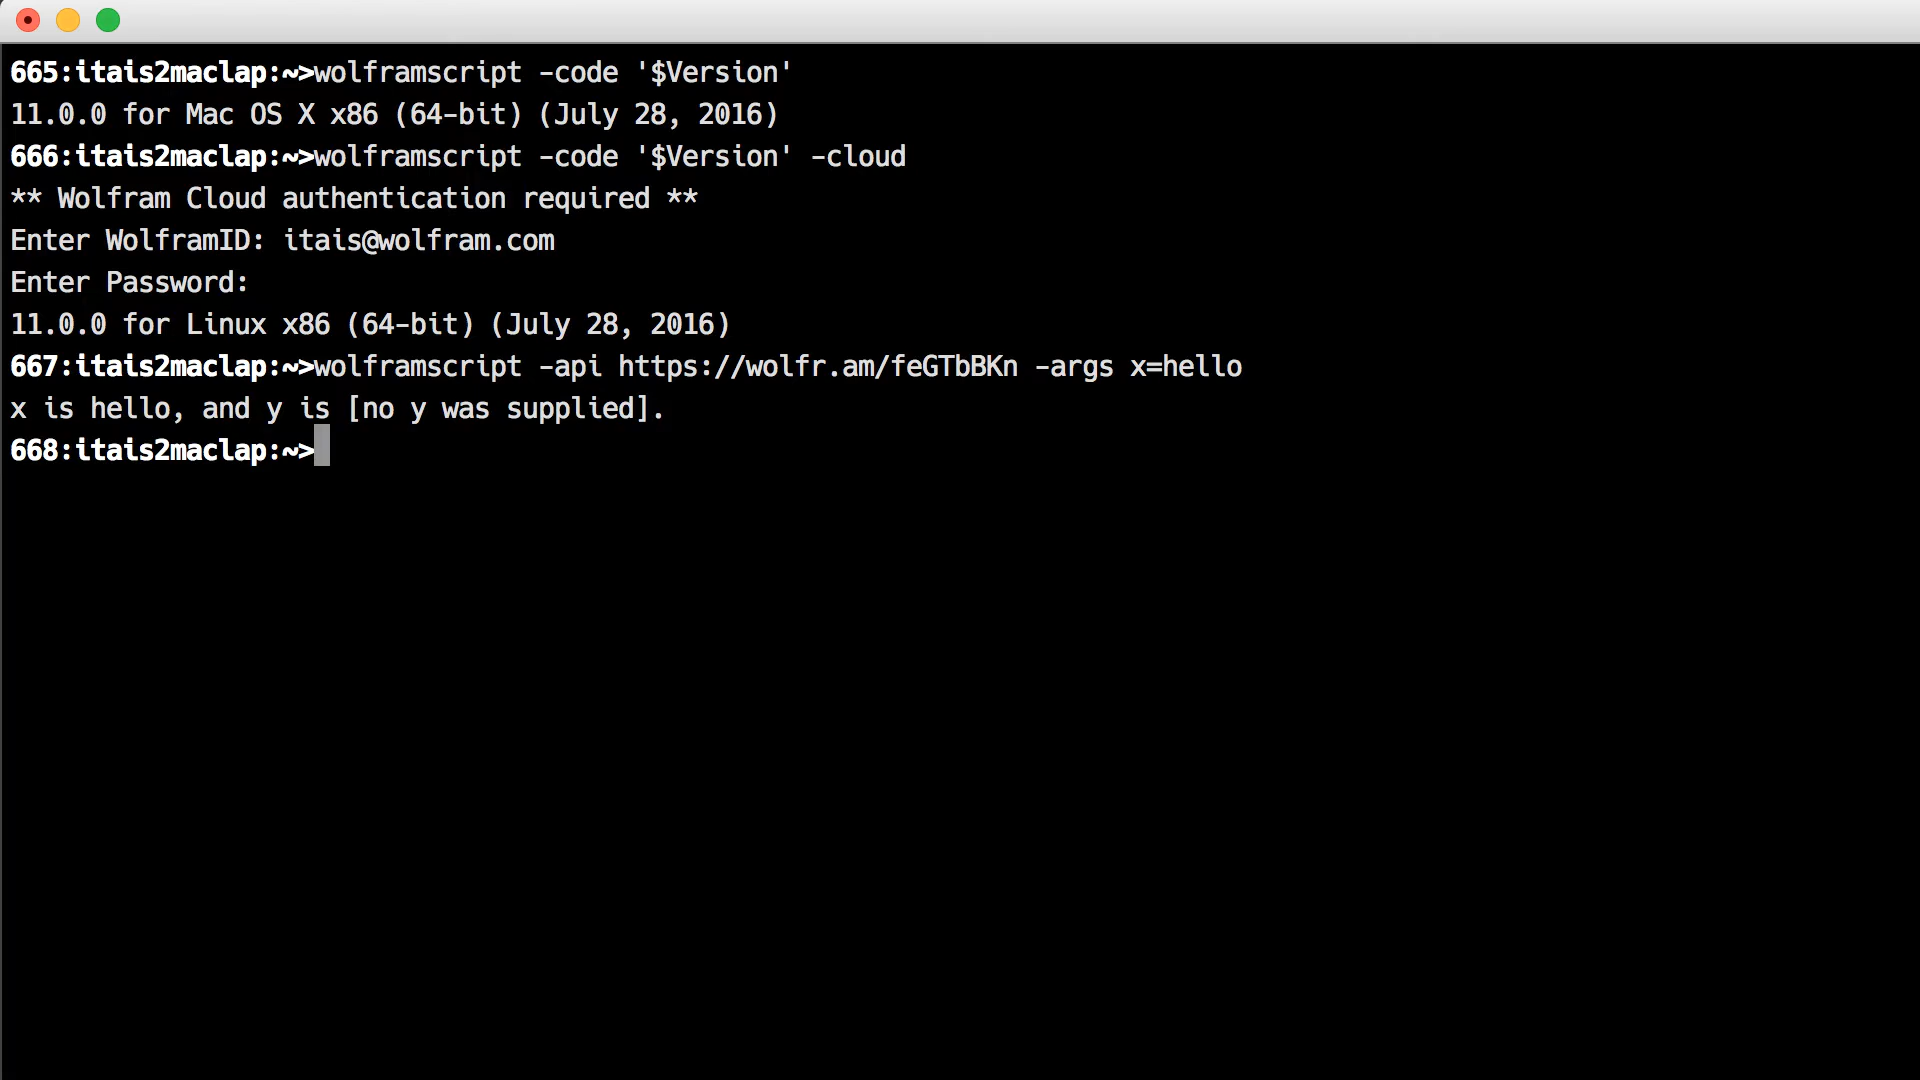 665:itais2maclap:~>wolframscript -code '$Version'
11.0.0 for Mac OS X x86 (64-bit) (July 28, 2016)
666:itais2maclap:~>wolframscript -code '$Version' -cloud
** Wolfram Cloud authentication required **
Enter WolframID: itais@wolfram.com
Enter Password:
11.0.0 for Linux x86 (64-bit) (July 28, 2016)
667:itais2maclap:~>wolframscript -api https://wolfr.am/feGTbBKn -args x=hello
x is hello, and y is [no y was supplied].
668:itais2maclap:~>